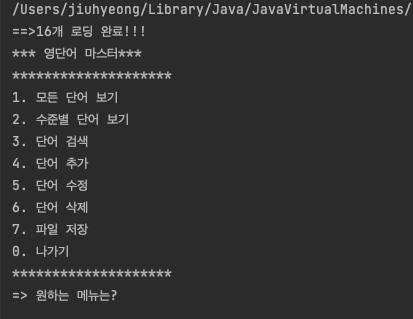 /Users/jiuhyeong/Library/Java/JavaVirtualMachines/
==>16개 로딩 완료!!!
*** 영단어 마스터***
********************
1. 모든 단어 보기
2. 수준별 단어 보기
3. 단어 검색
4. 단어 추가
5. 단어 수정
6. 단어 삭제
7. 파일 저장
0. 나가기
********************
=> 원하는 메뉴는?